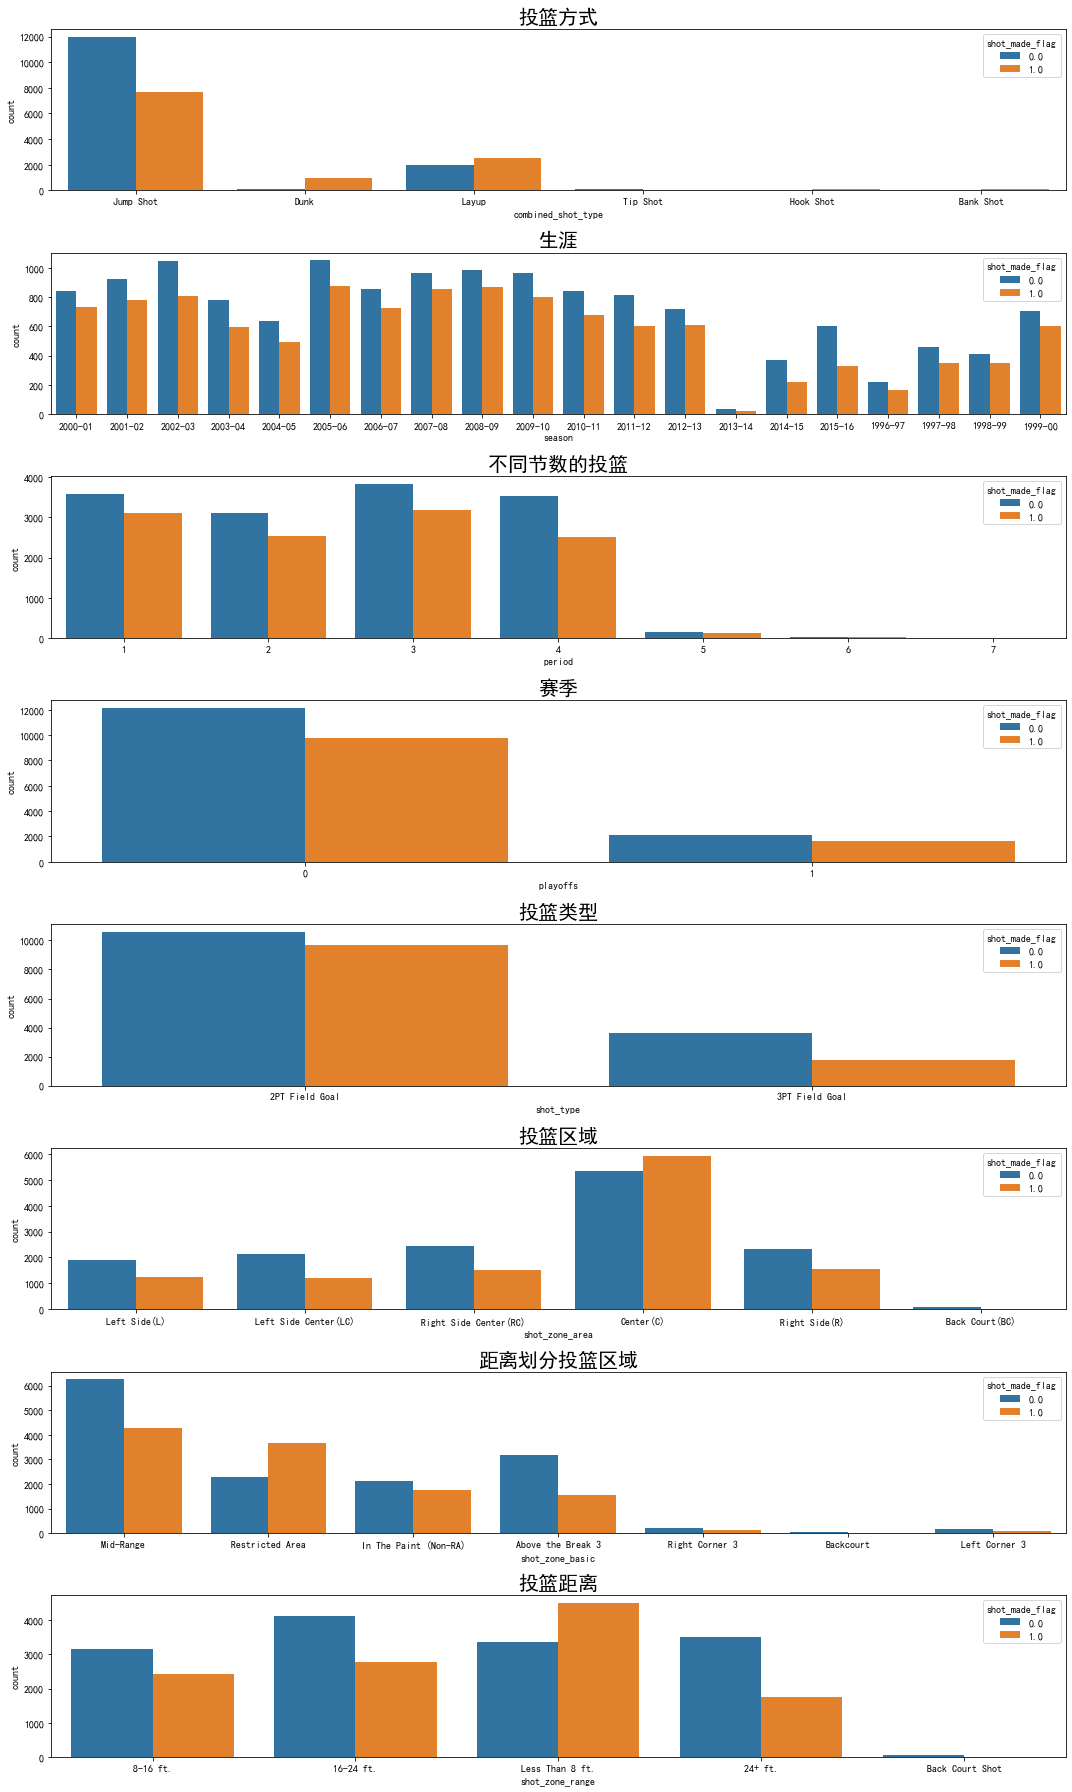 投篮方式
shot_made_flag
0.0
1.0
12000
10000
8000
6000
4000
2000
0
count
Jump Shot Dunk Layup Tip Shot Hook Shot Bank Shot
combined_shot_type
生涯
shot_made_flag
0.0
1.0
1000
800
600
400
200
0
count
2000-01 2001-02 2002-03 2003-04 2004-05 2005-06 2006-07 2007-08 2008-09 2009-10 2010-11 2011-12 2012-13 2013-14 2014-15 2015-16 1996-97 1997-98 1998-99 1999-00
season
不同节数的投篮
shot_made_flag
0.0
1.0
4000
3000
2000
1000
0
count
1 2 3 4 5 6 7
period
赛季
shot_made_flag
0.0
1.0
12000
10000
8000
6000
4000
2000
0
count
0 1
playoffs
投篮类型
shot_made_flag
0.0
1.0
10000
8000
6000
4000
2000
0
count
2PT Field Goal 3PT Field Goal
shot_type
投篮区域
shot_made_flag
0.0
1.0
6000
5000
4000
3000
2000
1000
0
count
Left Side(L) Left Side Center(LC) Right Side Center(RC) Center(C) Right Side(R) Back Court(BC)
shot_zone_area
距离划分投篮区域
shot_made_flag
0.0
1.0
6000
5000
4000
3000
2000
1000
0
count
Mid-Range Restricted Area In The Paint (Non-RA) Above the Break 3 Right Corner 3 Backcourt Left Corner 3
shot_zone_basic
投篮距离
shot_made_flag
0.0
1.0
4000
3000
2000
1000
0
count
8-16 ft. 16-24 ft. Less Than 8 ft. 24+ ft. Back Court Shot
shot_zone_range